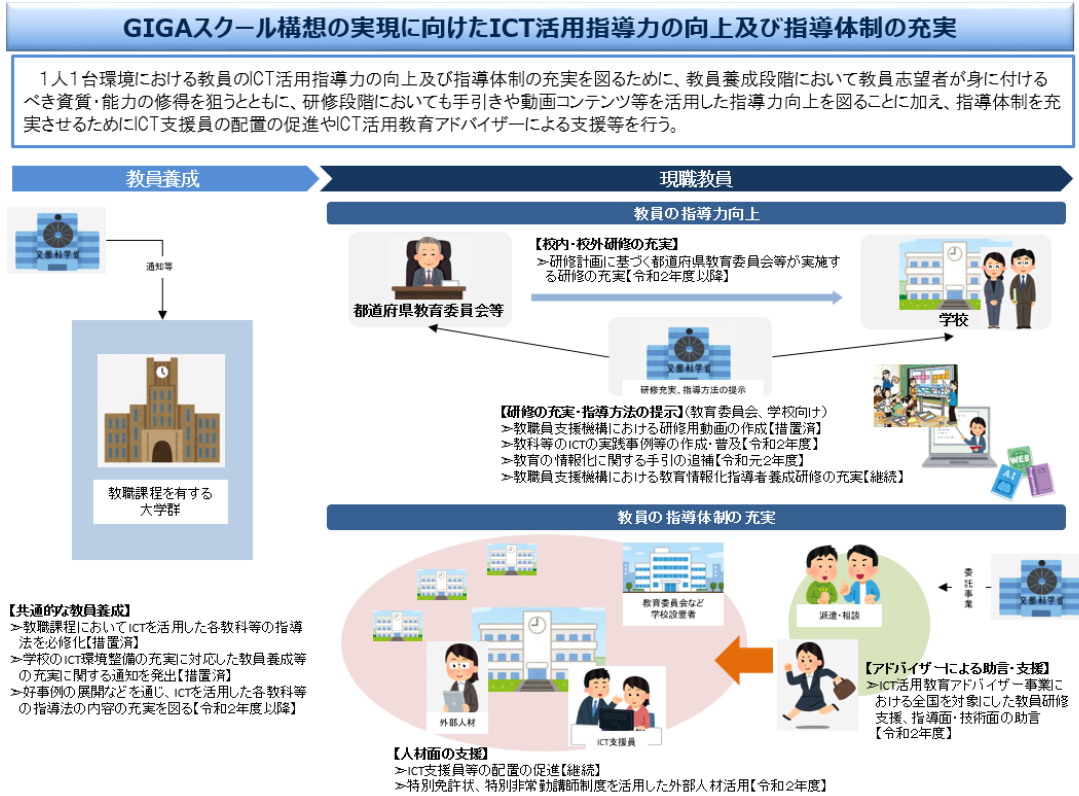 GIGAスクール構想の実現に向けたICT活用指導力の向上及び指導体制の充実
１人１台環境における教員のICT活用指導力の向上及び指導体制の充実を図るために、教員養成段階において教員志望者が身に付ける
べき資質・能力の修得を狙うとともに、研修段階においても手引きや動画コンテンツ等を活用した指導力向上を図ることに加え、指導体制を充
実させるためにICT支援員の配置の促進やICT活用教育アドバイザーによる支援等を行う。
教員養成
現職教員
文部科学省
通知等
教職課程を有する
大学群
【共通的な教員養成】
➢教職課程においてICTを活用した各教科等の指導
法を必修化【措置済】
➢学校のICT環境整備の充実に対応した教員養成等
の充実に関する通知を発出【措置済】
➢好事例の展開などを通じ、ICTを活用した各教科等
の指導法の内容の充実を図る【令和2年度以降】
教員の指導力向上
都道府県教育委員会等
【校内・校外研修の充実】
➢研修計画に基づく都道府県教育委員会等が実施す
る研修の充実【令和2年度以降】
学校
文部科学省
研修充実、指導方法の提示
【研修の充実・指導方法の提示】(教育委員会、学校向け)
➢教職員支援機構における研修用動画の作成【措置済】
➢教科等のICTの実践事例等の作成・普及【令和2年度】
➢教育の情報化に関する手引の追補【令和元2年度】
➢教職員支援機構における教育情報化指導者養成研修の充実【継続】
WEB
AI
教員の指導体制の充実
教育委員会など
学校設置者
外部人材
ICT支援員
【人材面の支援】
➢ICT支援員等の配置の促進【継続】
➢特別免許状、特別非常勤講師制度を活用した外部人材活用【令和2年度】
派遣・相談
委託事業
文部科学省
【アドバイザーによる助言・支援】
➢ICT活用教育アドバイザー事業に
おける全国を対象にした教員研修
支援、指導面・技術面の助言
【令和2年度】